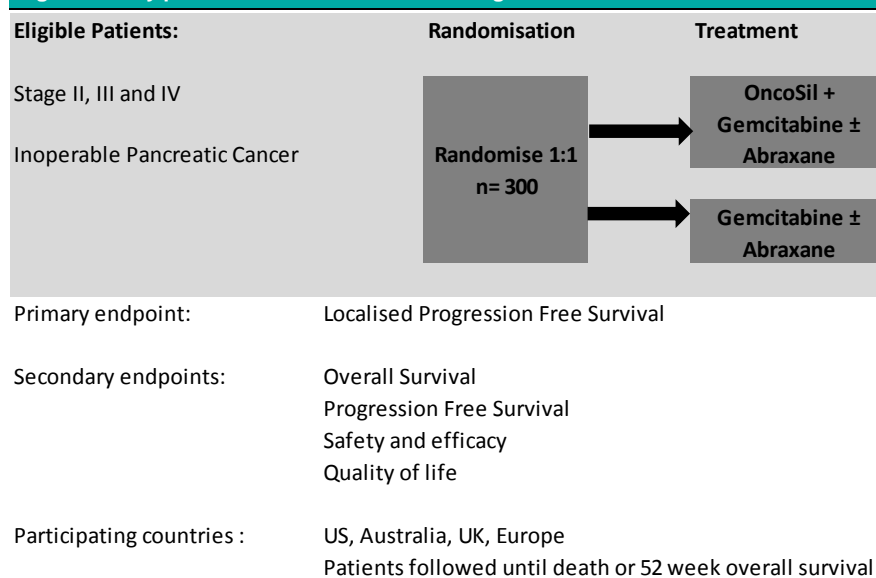 Eligible Patients: Randomisation Treatment
Stage II, III and IV
Inoperable Pancreatic Cancer
Randomise 1:1
n= 300
OncoSil +
Gemcitabine ±
Abraxane
Gemcitabine ±
Abraxane
Primary endpoint: Localised Progression Free Survival
Secondary endpoints: Overall Survival
Progression Free Survival
Safety and efficacy
Quality of life
Participating countries : US, Australia, UK, Europe
Patients followed until death or 52 week overall survival